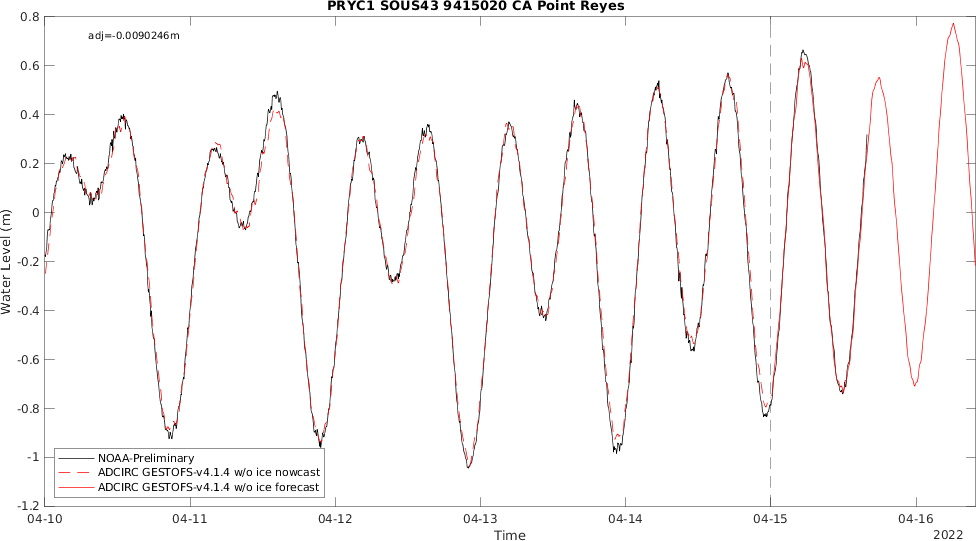 PRYC1 SOUS43 9415020 CA Point Reyes
adj=-0.0090246m
0.8
0.6
0.4
0.2
0
-0.2
-0.4
-0.6
-0.8
-1
-1.2
Water Level (m)
NOAA-Preliminary
ADCIRC GESTOFS-v4.1.4 w/o ice nowcast
ADCIRC GESTOFS-v4.1.4 w/o ice forecast
04-10 04-11 04-12 04-13 04-14 04-15 04-16
Time
2022